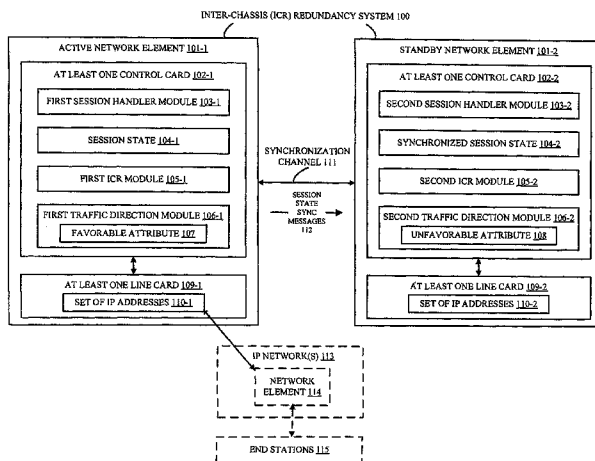 INTER-CHASSIS (ICR) REDUNDANCY SYSTEM 100
ACTIVE NETWORK ELEMENT 101-1
AT LEAST ONE CONTROL CARD 102-1
FIRST SESSION HANDLER MODULE 103-1
SESSION STATE 104-1
FIRST ICR MODULE 105-1
FIRST TRAFFIC DIRECTION MODULE 106-1
FAVORABLE ATTRIBUTE 107
AT LEAST ONE LINE CARD 109-1
SET OF IP ADDRESSES 110-1
SYNCHRONIZATION
CHANNEL 111
SESSION
STATE
SYNC
MESSAGES
112
STANDBY NETWORK ELEMENT 101-2
AT LEAST ONE CONTROL CARD 102-2
SECOND SESSION HANDLER MODULE 103-2
SYNCHRONIZED SESSION STATE 104-2
SECOND ICR MODULE 105-2
SECOND TRAFFIC DIRECTION MODULE 106-2
UNFAVORABLE ATTRIBUTE 108
AT LEAST ONE LINE CARD 109-2
SET OF IP ADDRESSES 110-2
IP NETWORK(S) 113
NETWORK
ELEMENT 114
END STATIONS 115